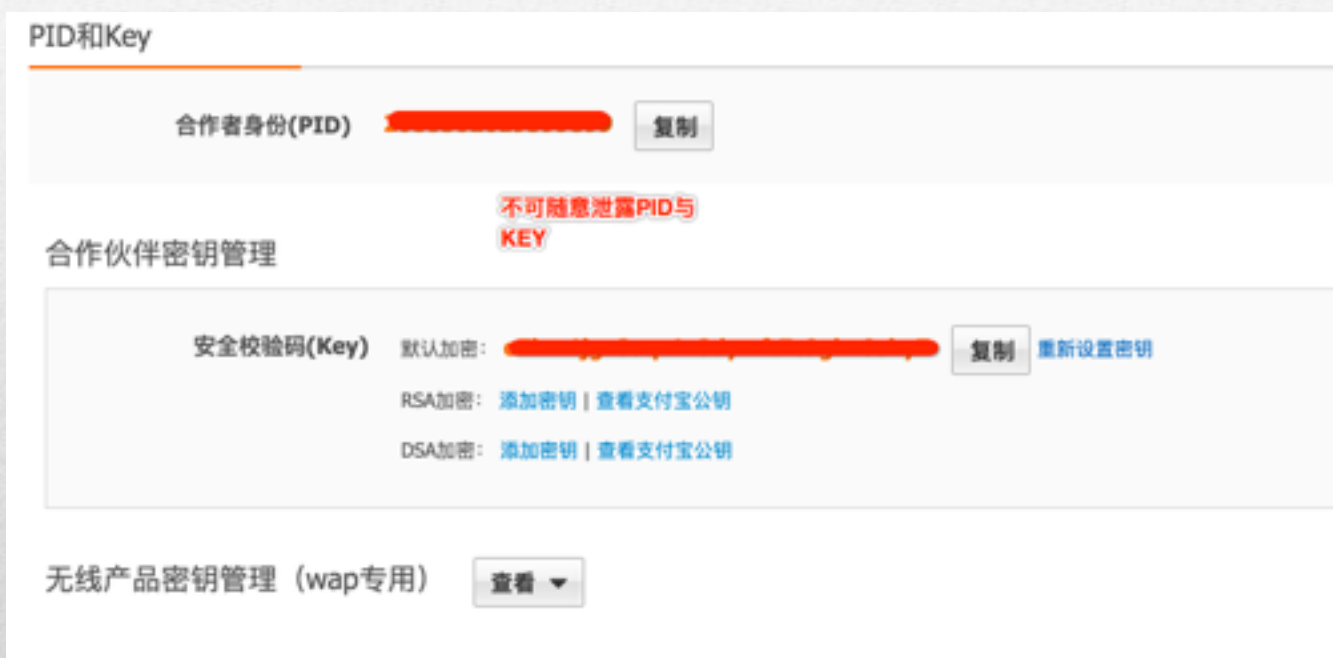 PID和Key
合作者身份(PID) 复制
不可随意泄露PID与
KEY
合作伙伴密钥管理
安全校验码(Key) 默认加密: 复制 重新设置密钥
RSA加密: 添加密钥 | 查看支付宝公钥
DSA加密: 添加密钥 | 查看支付宝公钥
无线产品密钥管理（wap专用） 查看